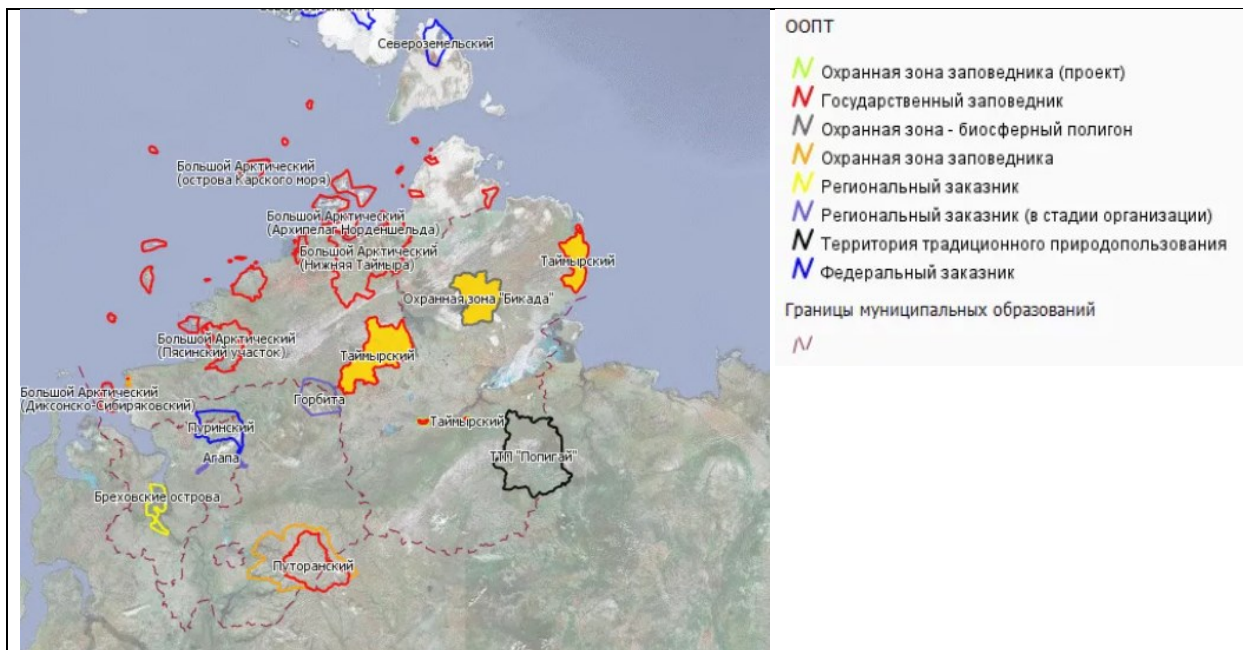 Североземельский
Большой Арктический
(острова Карского моря)
Большой Арктический
(Архипелаг Норденшельда)
Большой Арктический
(Нижняя Таймыра)
Таймырский
Охранная зона "Бикада"
Большой Арктический
(Пясинский участок)
Таймырский
Большой Арктический
(Диксонско-Сибиряковский)
Горбита
Пуринский
Таймырский
Агапа
ТТП "Попигай"
Бреховские острова
Путоранский
ООПТ
Охранная зона заповедника (проект)
Государственный заповедник
Охранная зона - биосферный полигон
Охранная зона заповедника
Региональный заказник
Региональный заказник (в стадии организации)
Территория традиционного природопользования
Федеральный заказник
Границы муниципальных образований